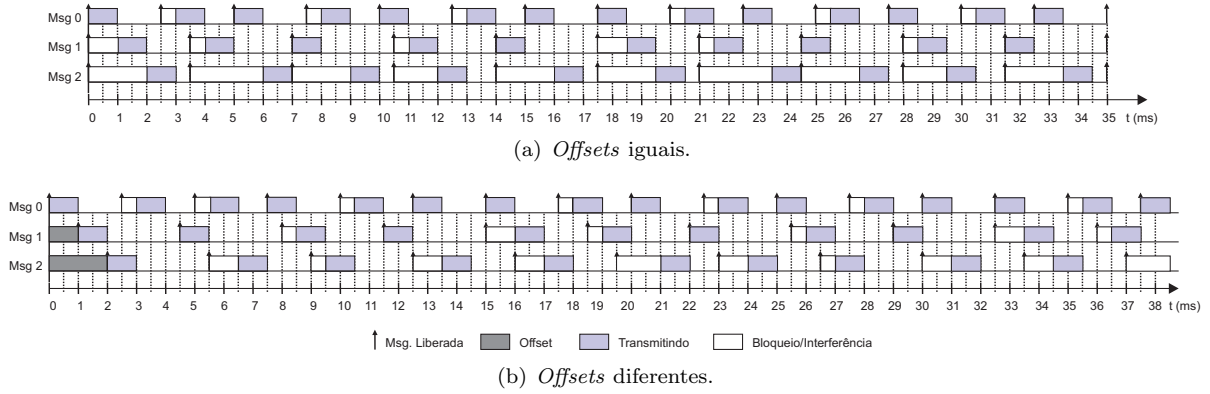 Msg 0
Msg 1
Msg 2
0 1 2 3 4 5 6 7 8 9 10 11 12 13 14 15 16 17 18 19 20 21 22 23 24 25 26 27 28 29 30 31 32 33 34 35 t (ms)
(a) Offsets iguais.
Msg 0
Msg 1
Msg 2
0 1 2 3 4 5 6 7 8 9 10 11 12 13 14 15 16 17 18 19 20 21 22 23 24 25 26 27 28 29 30 31 32 33 34 35 36 37 38 t (ms)
Msg. Liberada Offset Transmitindo Bloqueio/Interferência
(b) Offsets diferentes.